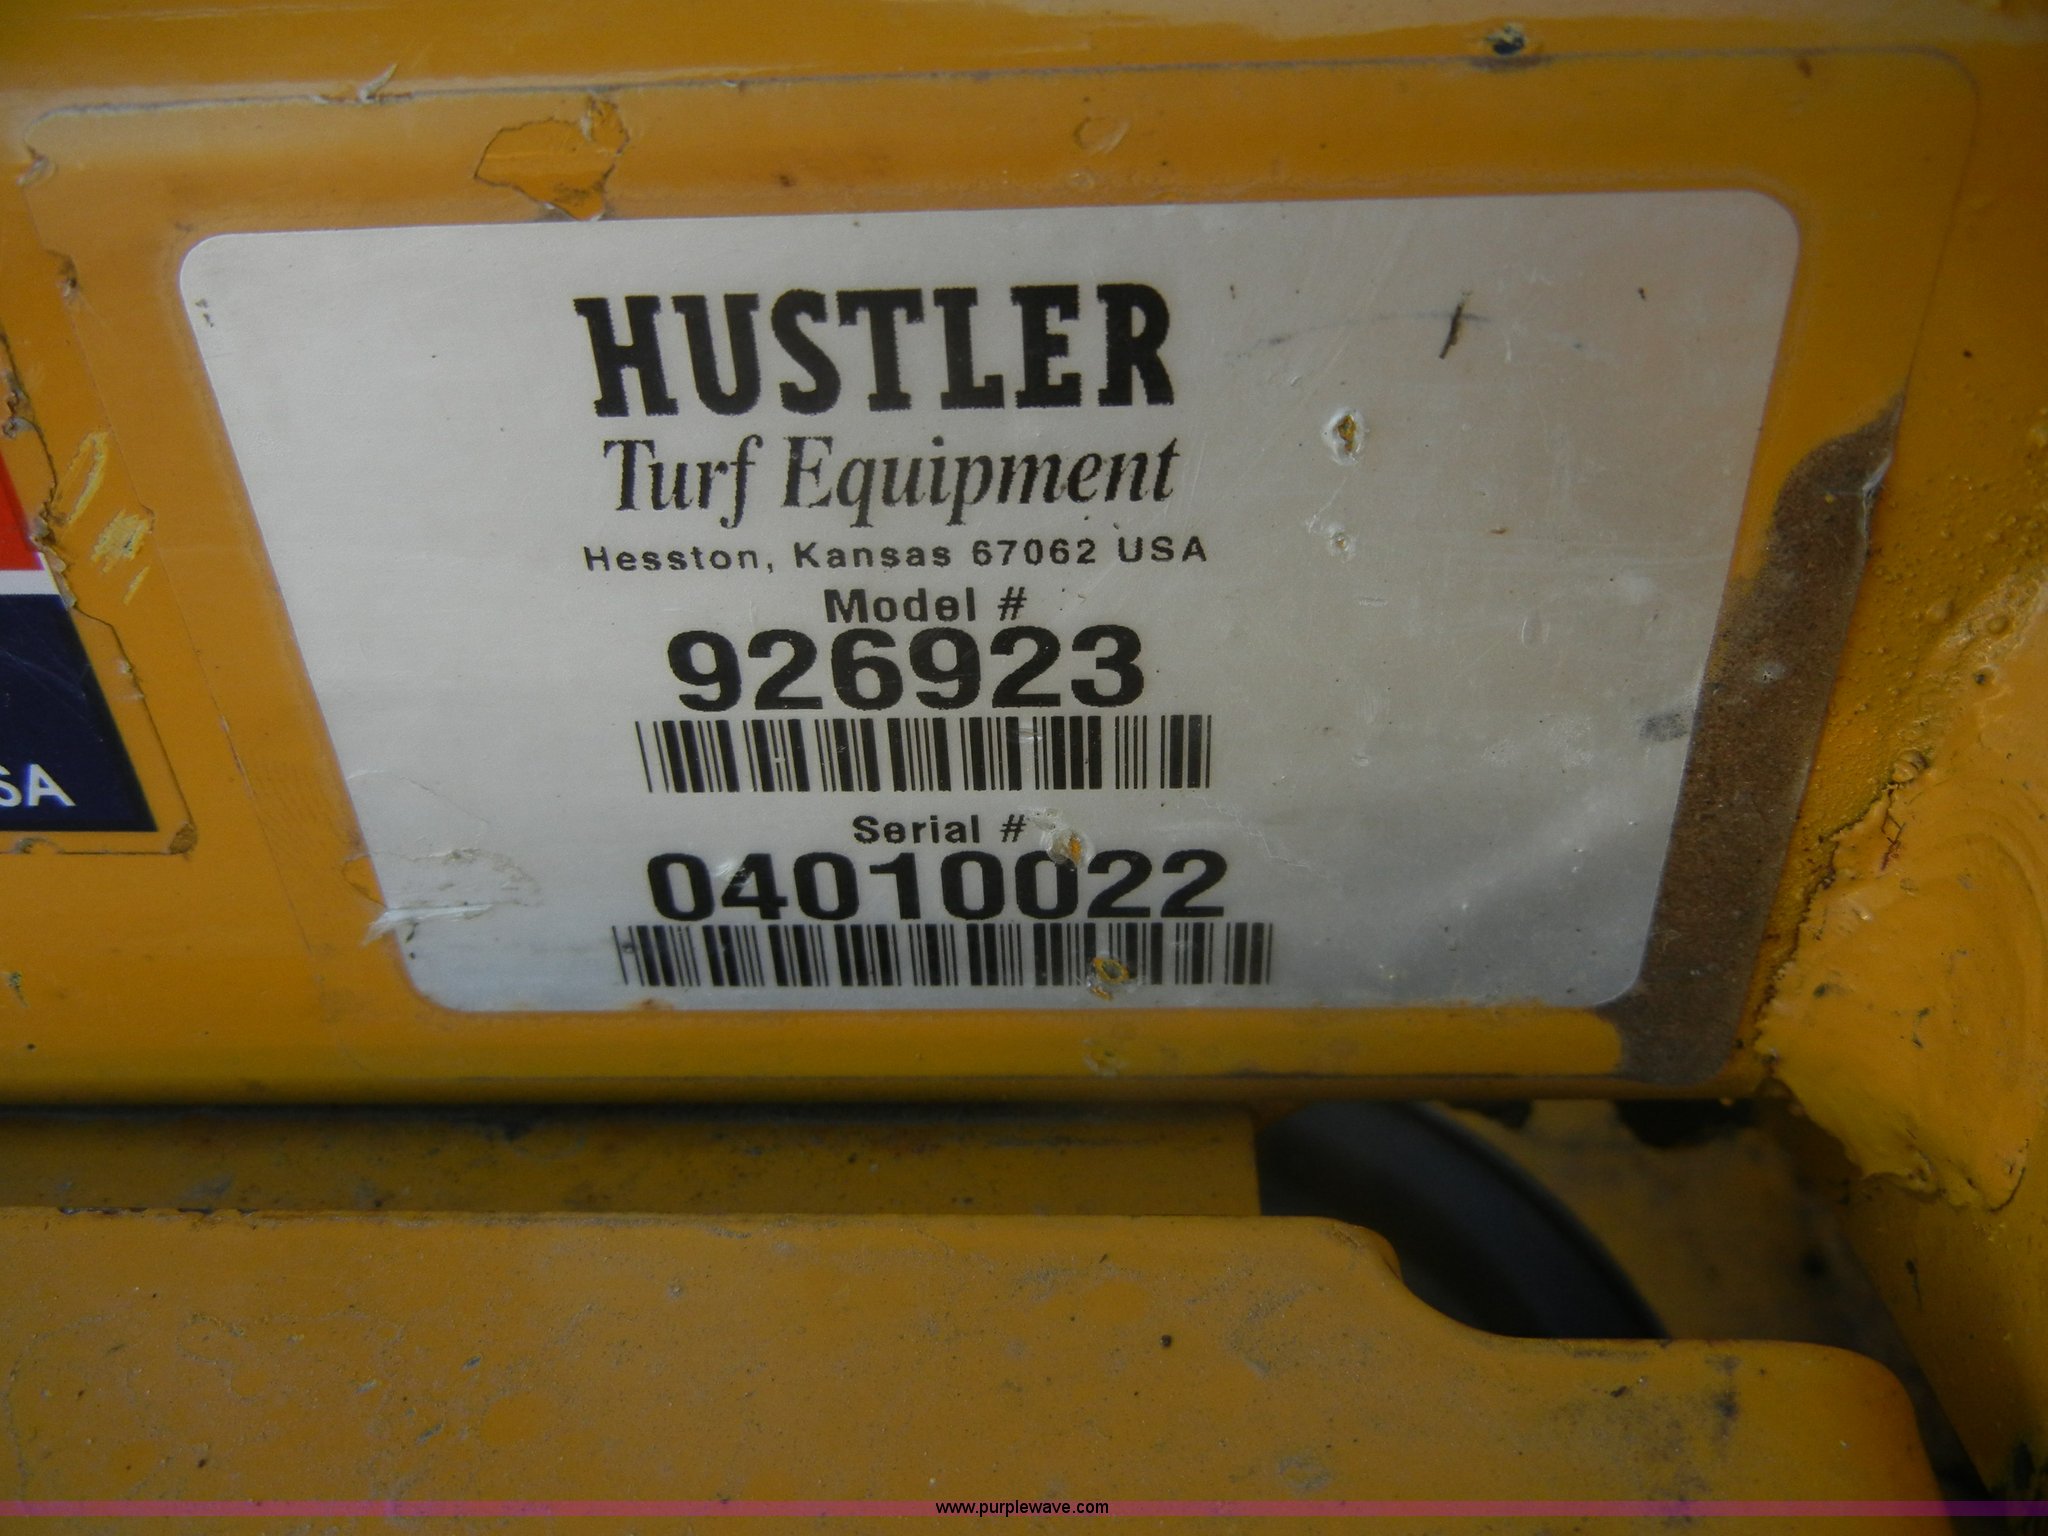 HUSTLER
Turf Equipment
Hesston, Kansas 67062 USA
Model #
926923
Serial #
04010022
SA
www.purplewave.com